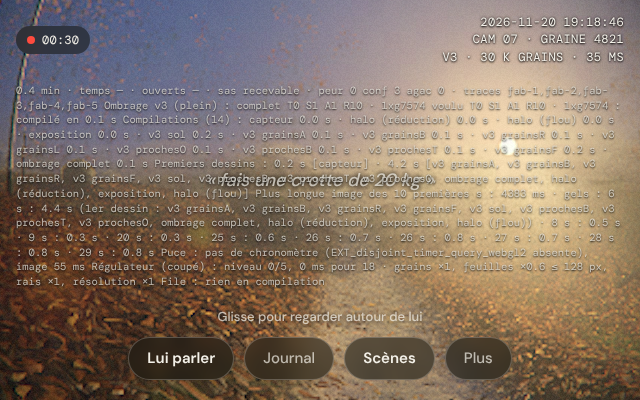 00:30
2026-11-20 19:18:46
CAM 07 · GRAINE 4821
V3 · 30 K GRAINS · 35 MS
0.4 min · temps — · ouverts — · sas recevable · peur 0 conf 3 agac 0 · traces fab-1,fab-2,fab-
3,fab-4,fab-5 Ombrage v3 (plein) : complet T0 S1 A1 R10 · 1xg7574 voulu T0 S1 A1 R10 · 1xg7574 :
compilé en 0.1 s Compilations (14) : capteur 0.0 s · halo (réduction) 0.0 s · halo (flou) 0.0 s
· exposition 0.0 s · v3 sol 0.2 s · v3 grainsA 0.1 s · v3 grainsB 0.1 s · v3 grainsR 0.1 s · v3
grainsL 0.1 s · v3 prochesO 0.1 s · v3 prochesB 0.1 s · v3 prochesT 0.1 s · v3 grainsF 0.2 s ·
ombrage complet 0.1 s Premiers dessins : 0.2 s [capteur] · 4.2 s [v3 grainsA, v3 grainsB, v3
grainsR, v3 grainsF, v3 sol, v3 prochesB, v3 ombrage complet, halo
(réduction), exposition, halo (flou)] Plus longue image des 10 premières s : 4383 ms · gels : 6
s : 4.4 s (1er dessin : v3 grainsA, v3 grainsB, v3 grainsR, v3 grainsF, v3 sol, v3 prochesB, v3
prochesT, v3 prochesO, ombrage complet, halo (réduction), exposition, halo (flou)) · 8 s : 0.5 s
· 9 s : 0.3 s · 20 s : 0.3 s · 25 s : 0.6 s · 26 s : 0.7 s · 26 s : 0.8 s · 27 s : 0.7 s · 28 s
: 0.8 s · 29 s : 0.8 s Puce : pas de chronomètre (EXT_disjoint_timer_query_webgl2 absente),
image 55 ms Régulateur (coupé) : niveau 0/5, 0 ms pour 18 · grains ×1, feuilles ×0.6 s 128 px,
rais ×1, résolution ×1 File : rien en compilation
« fais une crotte de 20 kg »
Glisse pour regarder autour de lui
Lui parler
Journal
Scènes
Plus